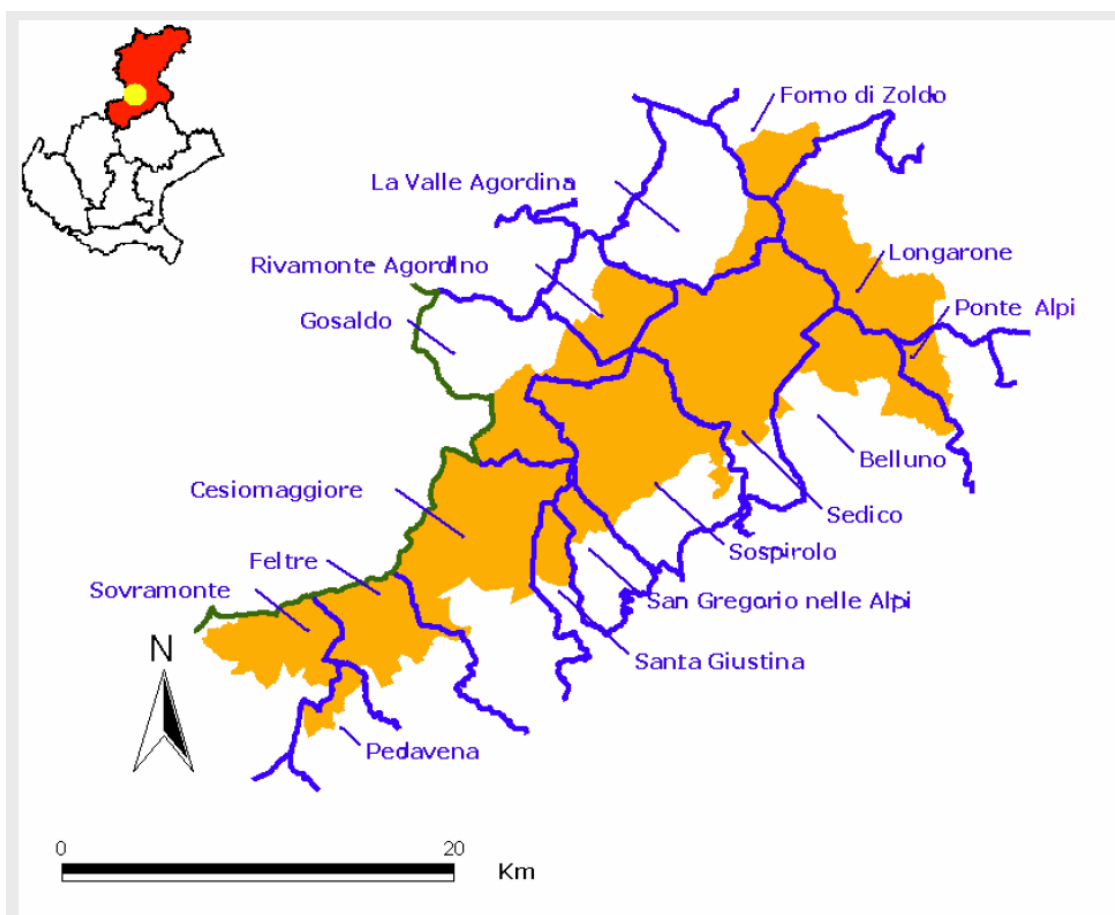 Forno di Zoldo
La Valle Agordina
Longarone
Rivamonte Agordino
Ponte Alpi
Gosaldo
Belluno
Cesiomaggiore
Sedico
Sospirolo
Feltre
Sovramonte
San Gregorio nelle Alpi
N
Santa Giustina
Pedavena
0 20
Km